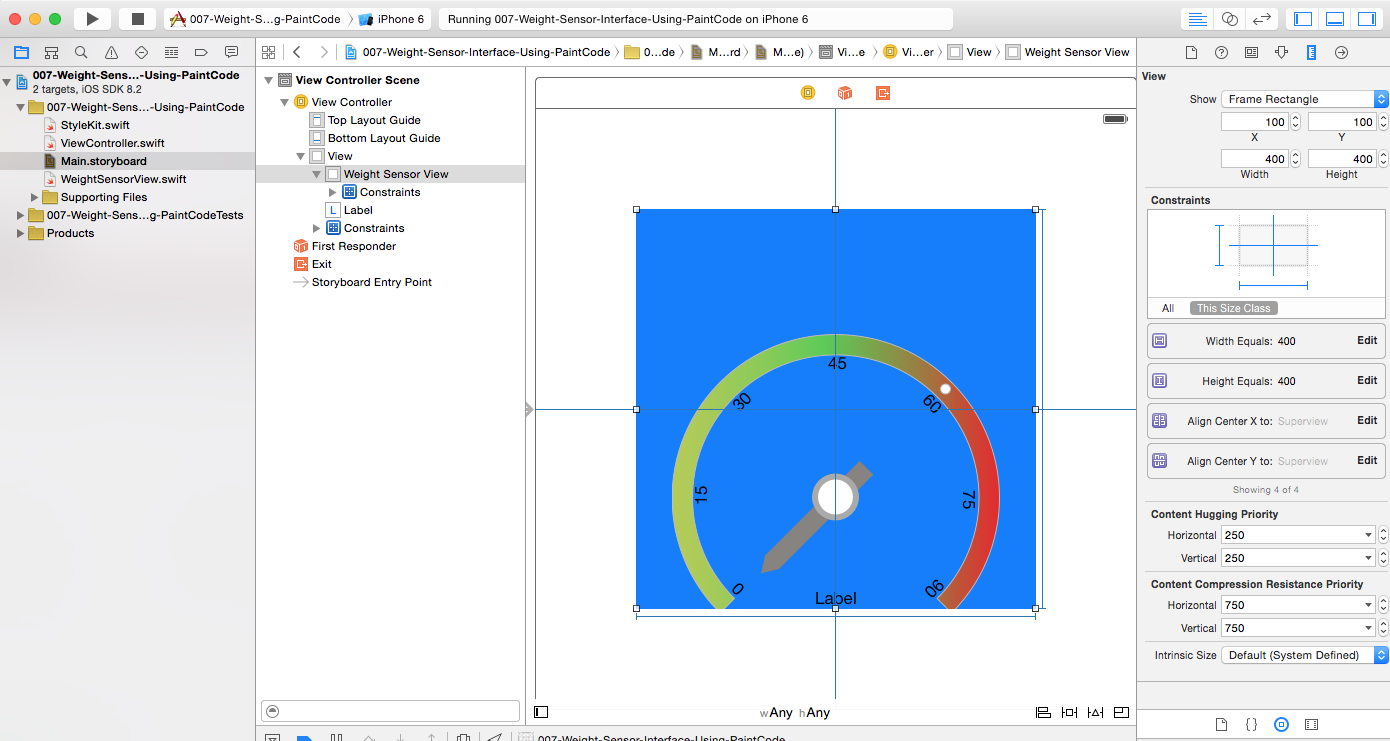 007-Weight-S...g-PaintCode
iPhone 6
Running 007-Weight-Sensor-Interface-Using-PaintCode on iPhone 6
007-Weight-Sensor-Interface-Using-PaintCode
0...de
M...rd
M...e)
Vi...e
Vi...er
View
Weight Sensor View
007-Weight-Sens...-Using-PaintCode
2 targets, iOS SDK 8.2
007-Weight-Sens...-Using-PaintCode
StyleKit.swift
ViewController.swift
Main.storyboard
WeightSensorView.swift
Supporting Files
007-Weight-Sens...g-PaintCodeTests
Products
View Controller Scene
View Controller
Top Layout Guide
Bottom Layout Guide
View
Weight Sensor View
Constraints
L Label
Constraints
First Responder
Exit
Storyboard Entry Point
0
15
30
45
60
75
90
Label
wAny hAny
007-Weight-Sensor-Interface-Using-PaintCode
View
Show Frame Rectangle
100 100
X Y
400 400
Width Height
Constraints
All This Size Class
Width Equals: 400 Edit
Height Equals: 400 Edit
Align Center X to: Superview Edit
Align Center Y to: Superview Edit
Showing 4 of 4
Content Hugging Priority
Horizontal 250
Vertical 250
Content Compression Resistance Priority
Horizontal 750
Vertical 750
Intrinsic Size Default (System Defined)
{ }